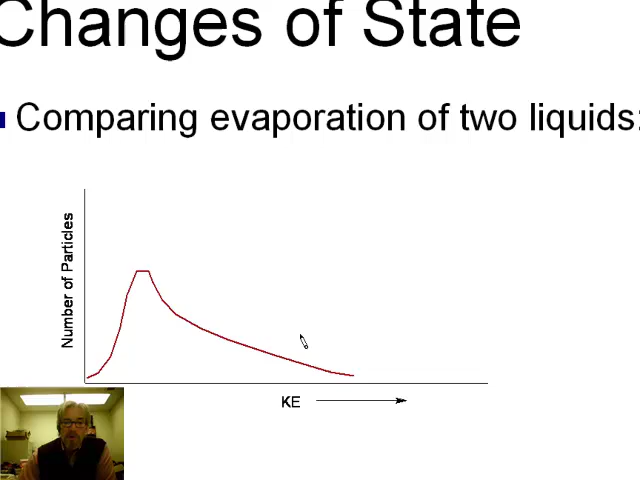 Changes of State
Comparing evaporation of two liquids:
Number of Particles
KE